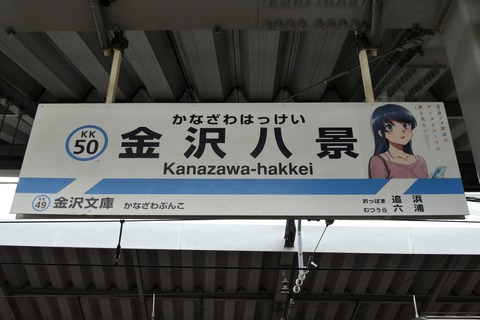 KK
50
かなざわはっけい
金沢八景
Kanazawa-hakkei
KK
49
金沢文庫 かなざわぶんこ
おっぱま 追浜
むつうら 六浦